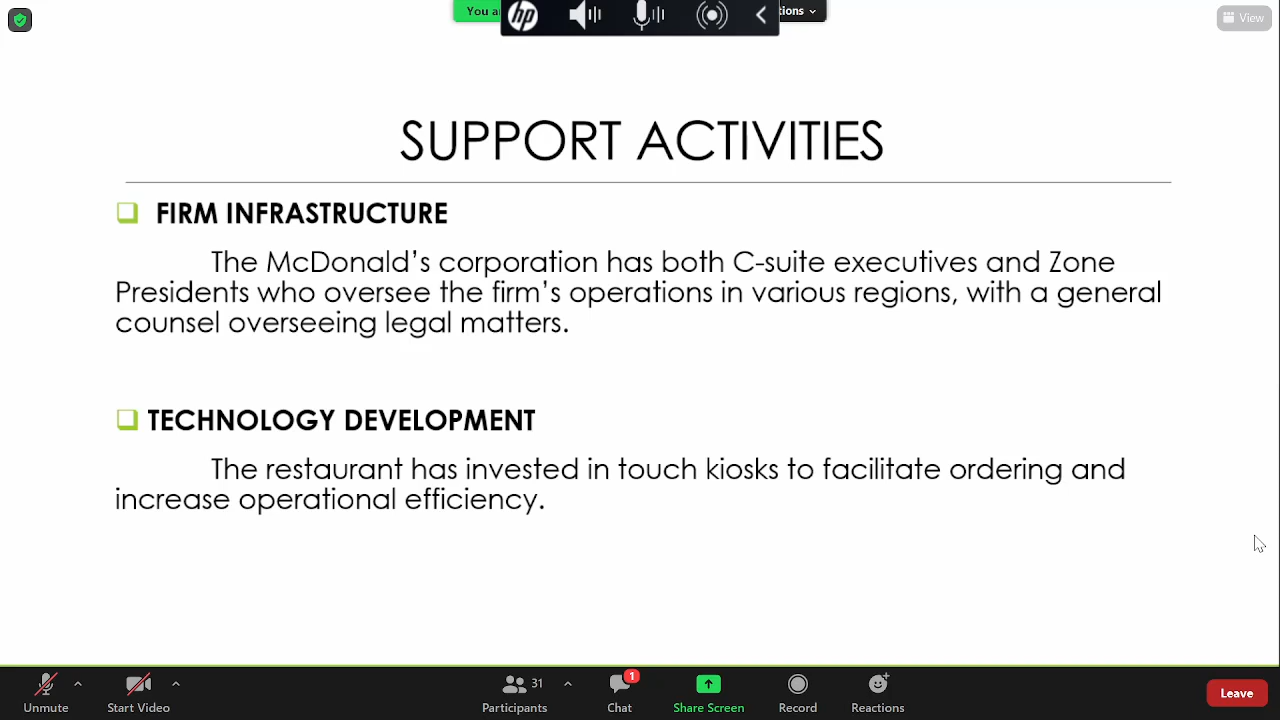 You a
hp
tions
View
SUPPORT ACTIVITIES
FIRM INFRASTRUCTURE
The McDonald’s corporation has both C-suite executives and Zone
Presidents who oversee the firm’s operations in various regions, with a general
counsel overseeing legal matters.
TECHNOLOGY DEVELOPMENT
The restaurant has invested in touch kiosks to facilitate ordering and
increase operational efficiency.
31
1
Unmute
Start Video
Participants
Chat
Share Screen
Record
Reactions
Leave